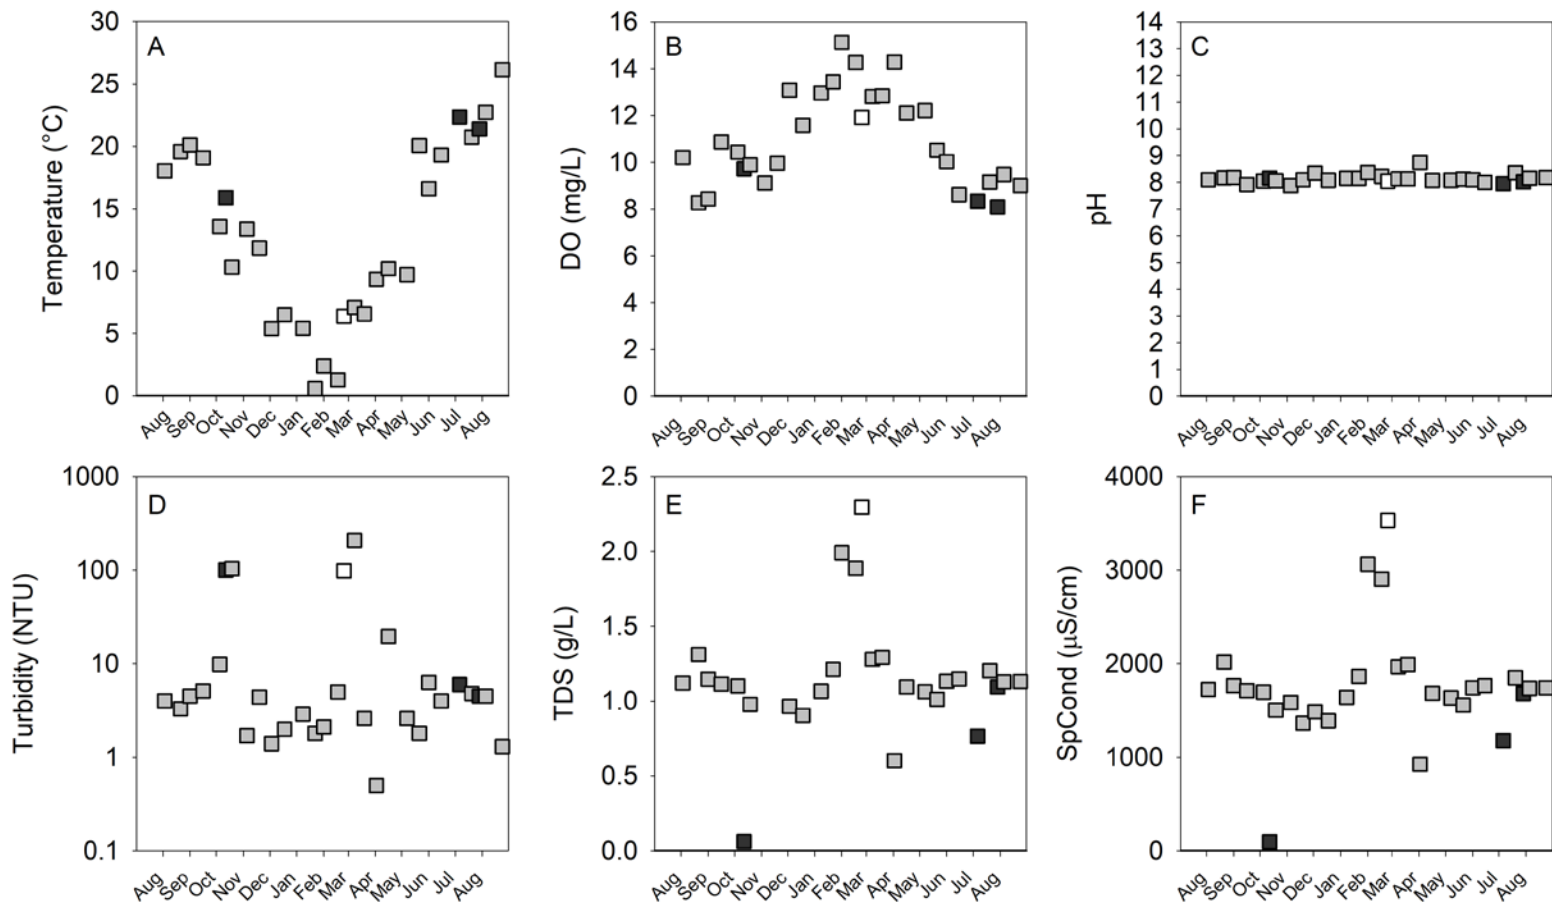 A
Temperature (°C)
30
25
20
15
10
5
0
Aug Sep Oct Nov Dec Jan Feb Mar Apr May Jun Jul Aug
B
DO (mg/L)
16
14
12
10
8
6
4
2
0
Aug Sep Oct Nov Dec Jan Feb Mar Apr May Jun Jul Aug
C
pH
14
13
12
11
10
9
8
7
6
5
4
3
2
1
0
Aug Sep Oct Nov Dec Jan Feb Mar Apr May Jun Jul Aug
D
Turbidity (NTU)
1000
100
10
1
0.1
Aug Sep Oct Nov Dec Jan Feb Mar Apr May Jun Jul Aug
E
TDS (g/L)
2.5
2.0
1.5
1.0
0.5
0.0
Aug Sep Oct Nov Dec Jan Feb Mar Apr May Jun Jul Aug
F
SpCond (µS/cm)
4000
3000
2000
1000
0
Aug Sep Oct Nov Dec Jan Feb Mar Apr May Jun Jul Aug